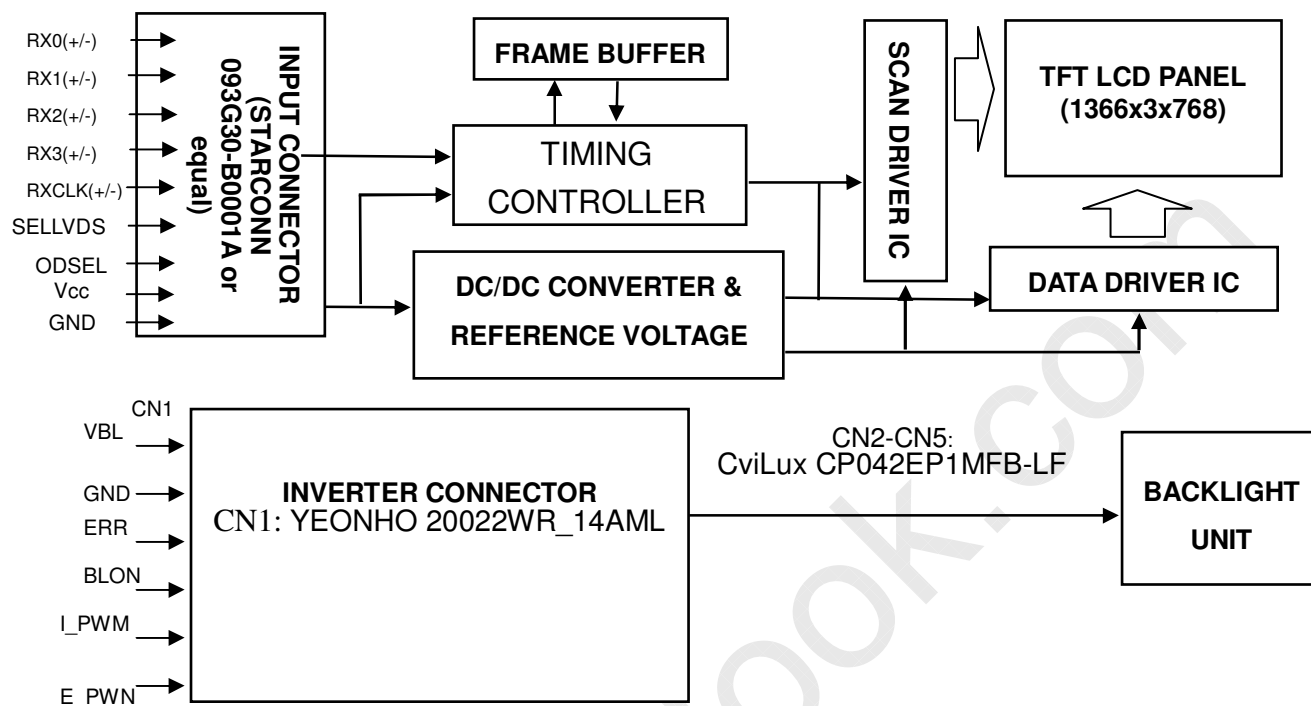 RX0(+/-)
RX1(+/-)
RX2(+/-)
RX3(+/-)
RXCLK(+/-)
SELLVDS
ODSEL
Vcc
GND
INPUT CONNECTOR
(STARCONN
093G30-B0001A or
equal)
FRAME BUFFER
TIMING
CONTROLLER
DC/DC CONVERTER &
REFERENCE VOLTAGE
SCAN DRIVER IC
TFT LCD PANEL
(1366x3x768)
DATA DRIVER IC
CN1
VBL
GND
ERR
BLON
I_PWM
E_PWN
INVERTER CONNECTOR
CN1: YEONHO 20022WR_14AML
CN2-CN5:
CviLux CP042EP1MFB-LF
BACKLIGHT
UNIT
ook.com